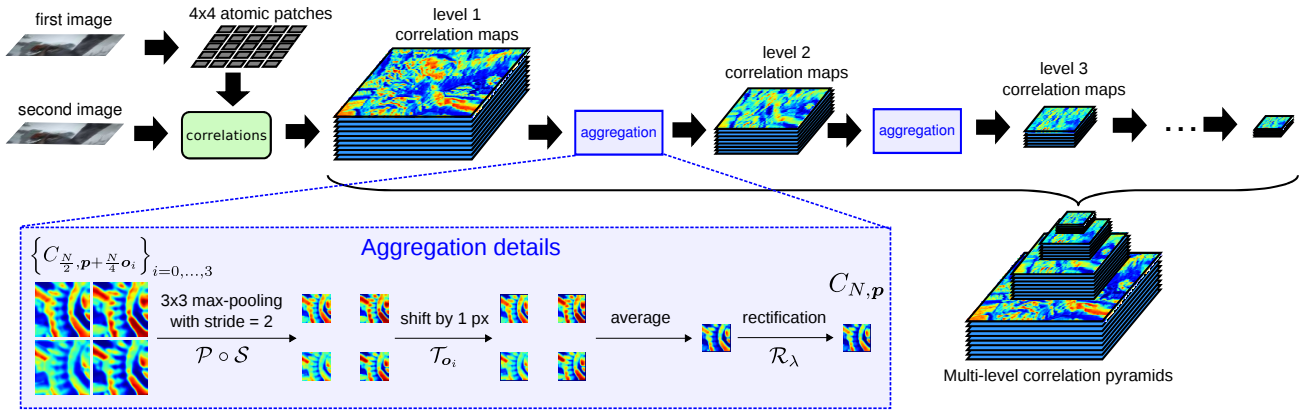 first image
4x4 atomic patches
second image
correlations
level 1
correlation maps
aggregation
level 2
correlation maps
aggregation
level 3
correlation maps
...
Aggregation details
{C_{N/2, p+N/4 o_i}}_{i=0,...,3}
3x3 max-pooling
with stride = 2
P ∘ S
shift by 1 px
T_{o_i}
average
rectification
R_λ
C_{N,p}
Multi-level correlation pyramids